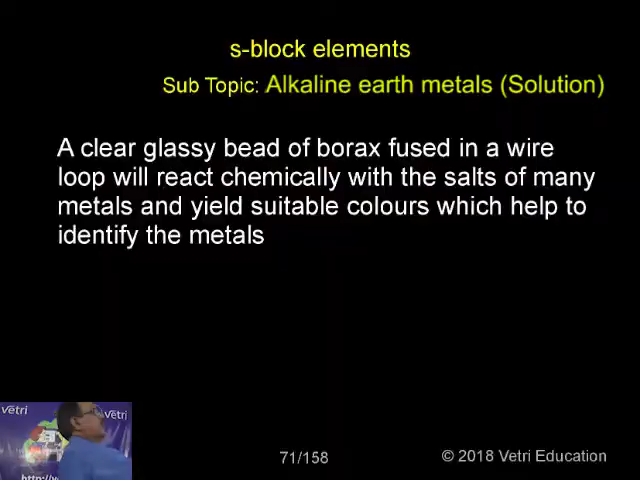 s-block elements
Sub Topic: Alkaline earth metals (Solution)
A clear glassy bead of borax fused in a wire
loop will react chemically with the salts of many
metals and yield suitable colours which help to
identify the metals
Vetri
Vetri
71/158
© 2018 Vetri Education